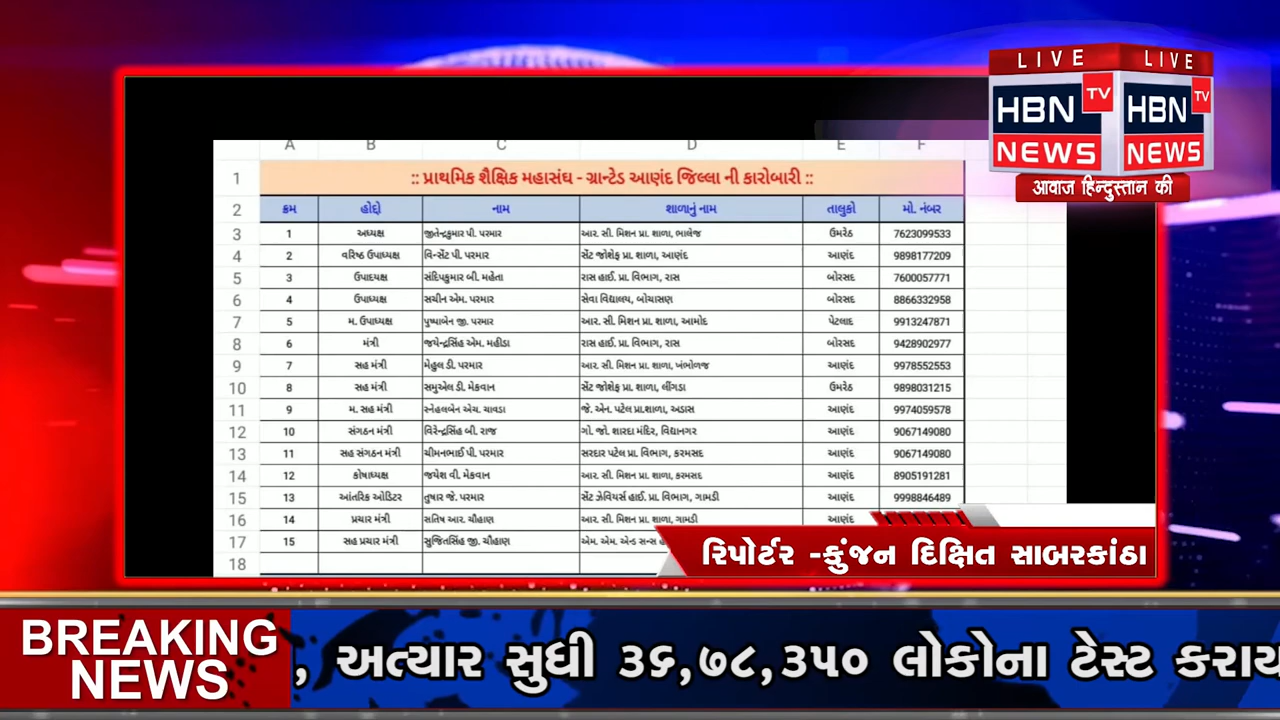 LIVE LIVE
HBN TV HBN TV
NEWS NEWS
आवाज हिन्दुस्तान की
A B C D E F
1 :: પ્રાથમિક શૈક્ષિક મહાસંઘ - ગ્રાન્ટેડ આણંદ જિલ્લા ની કારોબારી ::
2 ક્રમ હોદ્દો નામ શાળાનું નામ તાલુકો મો. નંબર
3 1 અધ્યક્ષ જીતેન્દ્રકુમાર પી. પરમાર આર. સી. મિશન પ્રા. શાળા, ભાલેજ ઉમરેઠ 7623099533
4 2 વરિષ્ઠ ઉપાધ્યક્ષ વિન્સેંટ પી. પરમાર સેંટ જોશેફ પ્રા. શાળા, આણંદ આણંદ 9898177209
5 3 ઉપાદયક્ષ સંદિપકુમાર બી. મહેતા રાસ હાઈ. પ્રા. વિભાગ, રાસ બોરસદ 7600057771
6 4 ઉપાધ્યક્ષ સચીન એમ. પરમાર સેવા વિદ્યાલય, બોચાસણ બોરસદ 8866332958
7 5 મ. ઉપાધ્યક્ષ પુષ્પાબેન જી. પરમાર આર. સી. મિશન પ્રા. શાળા, આમોદ પેટલાદ 9913247871
8 6 મંત્રી જયેન્દ્રસિંહ એમ. મહીડા રાસ હાઈ. પ્રા. વિભાગ, રાસ બોરસદ 9428902977
9 7 સહ મંત્રી મેહુલ ડી. પરમાર આર. સી. મિશન પ્રા. શાળા, ખંભોળજ આણંદ 9978552553
10 8 સહ મંત્રી સમુએલ ડી. મેકવાન સેંટ જોશેફ પ્રા. શાળા, લીંગડા ઉમરેઠ 9898031215
11 9 મ. સહ મંત્રી સ્નેહલબેન એચ. ચાવડા જે. એન. પટેલ પ્રા.શાળા, અડાસ આણંદ 9974059578
12 10 સંગઠન મંત્રી વિરેન્દ્રસિંહ બી. રાજ ગો. જો. શારદા મંદિર, વિદ્યાનગર આણંદ 9067149080
13 11 સહ સંગઠન મંત્રી ચીમનભાઈ પી. પરમાર સરદાર પટેલ પ્રા. વિભાગ, કરમસદ આણંદ 9067149080
14 12 કોષાધ્યક્ષ જયેશ વી. મેકવાન આર. સી. મિશન પ્રા. શાળા, કરમસદ આણંદ 8905191281
15 13 આંતરિક ઓડિટર તુષાર જે. પરમાર સેંટ ઝેવિયર્સ હાઈ. પ્રા. વિભાગ, ગામડી આણંદ 9998846489
16 14 પ્રચાર મંત્રી સતિષ આર. ચૌહાણ આર. સી. મિશન પ્રા. શાળા, ગામડી આણંદ
17 15 સહ પ્રચાર મંત્રી સુજિતસિંહ જી. ચૌહાણ એમ. એમ. એન્ડ સન્સ
18
રિપોર્ટર -કુંજન દિક્ષિત સાબરકાંઠા
BREAKING NEWS
, અત્યાર સુધી ૩૬,૭૮,૩૫૦ લોકોના ટેસ્ટ કરાય